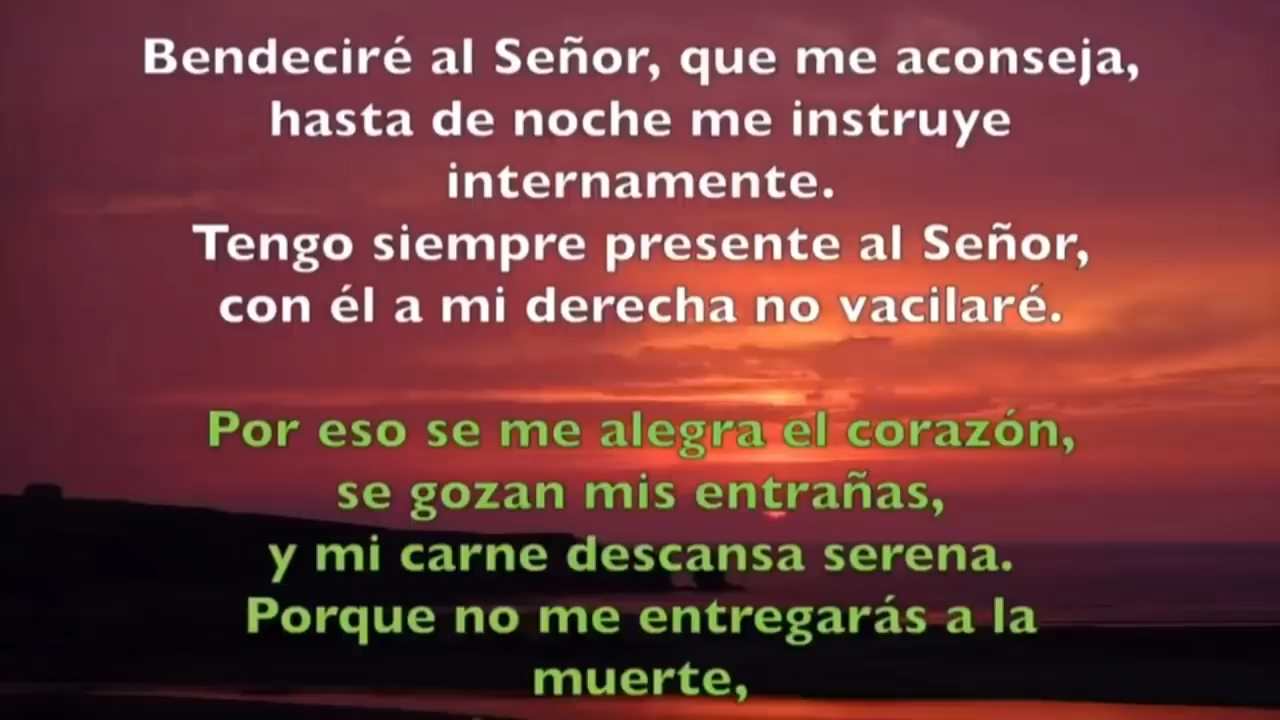 Bendeciré al Señor, que me aconseja,
hasta de noche me instruye
internamente.
Tengo siempre presente al Señor,
con él a mi derecha no vacilaré.
Por eso se me alegra el corazón,
se gozan mis entrañas,
y mi carne descansa serena.
Porque no me entregarás a la
muerte,